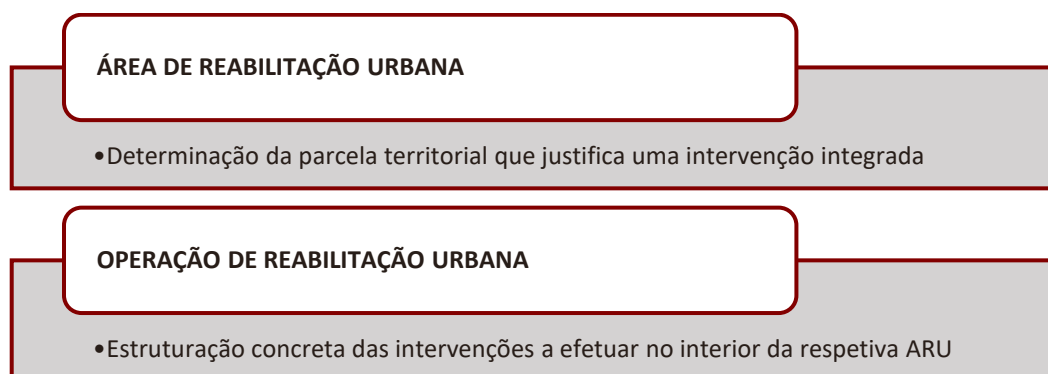 ÁREA DE REABILITAÇÃO URBANA
•Determinação da parcela territorial que justifica uma intervenção integrada
OPERAÇÃO DE REABILITAÇÃO URBANA
•Estruturação concreta das intervenções a efetuar no interior da respetiva ARU